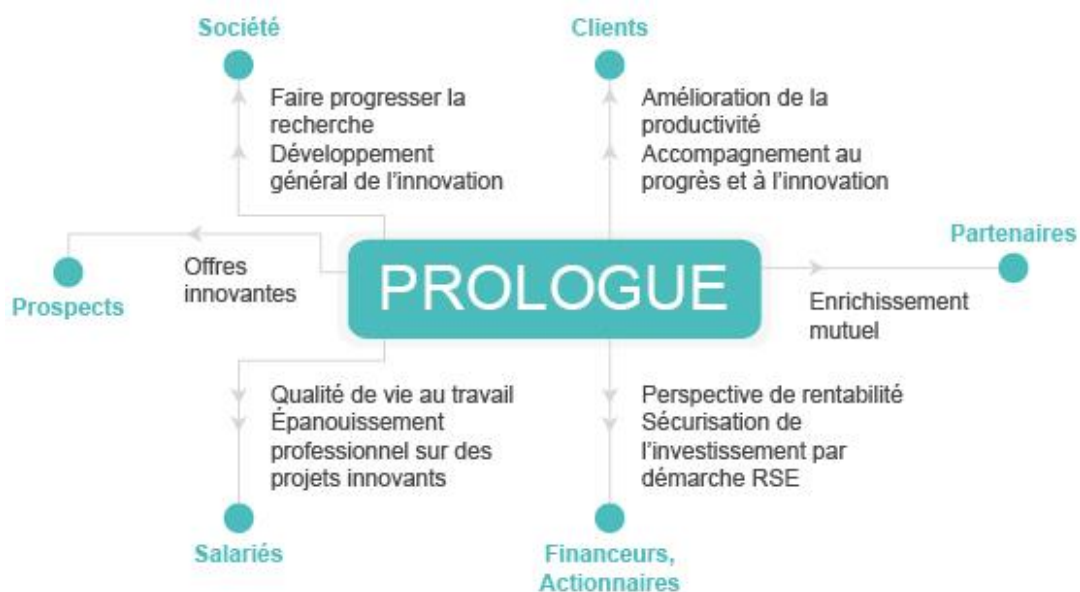 Société
Faire progresser la
recherche
Développement
général de l'innovation
Clients
Amélioration de la
productivité
Accompagnement au
progrès et à l'innovation
Prospects
Offres
innovantes
PROLOGUE
Partenaires
Enrichissement
mutuel
Qualité de vie au travail
Épanouissement
professionnel sur des
projets innovants
Salariés
Perspective de rentabilité
Sécurisation de
l'investissement par
démarche RSE
Financeurs,
Actionnaires